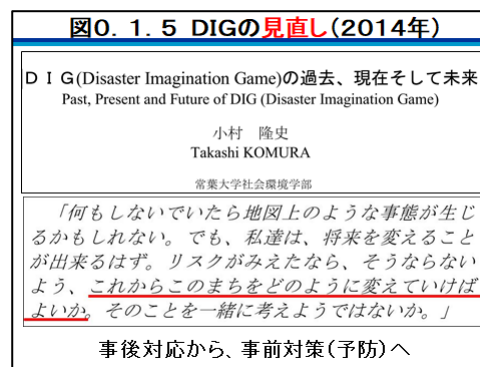 図0．1．5 DIGの見直し（2014年）
ＤＩＧ(Disaster Imagination Game)の過去、現在そして未来
Past, Present and Future of DIG (Disaster Imagination Game)
小村　隆史
Takashi KOMURA
常葉大学社会環境学部
「何もしないでいたら地図上のような事態が生じ
るかもしれない。でも、私達は、将来を変えること
が出来るはず。リスクがみえたなら、そうならない
よう、これからこのまちをどのように変えていけば
よいか。そのことを一緒に考えようではないか。」
事後対応から、事前対策（予防）へ